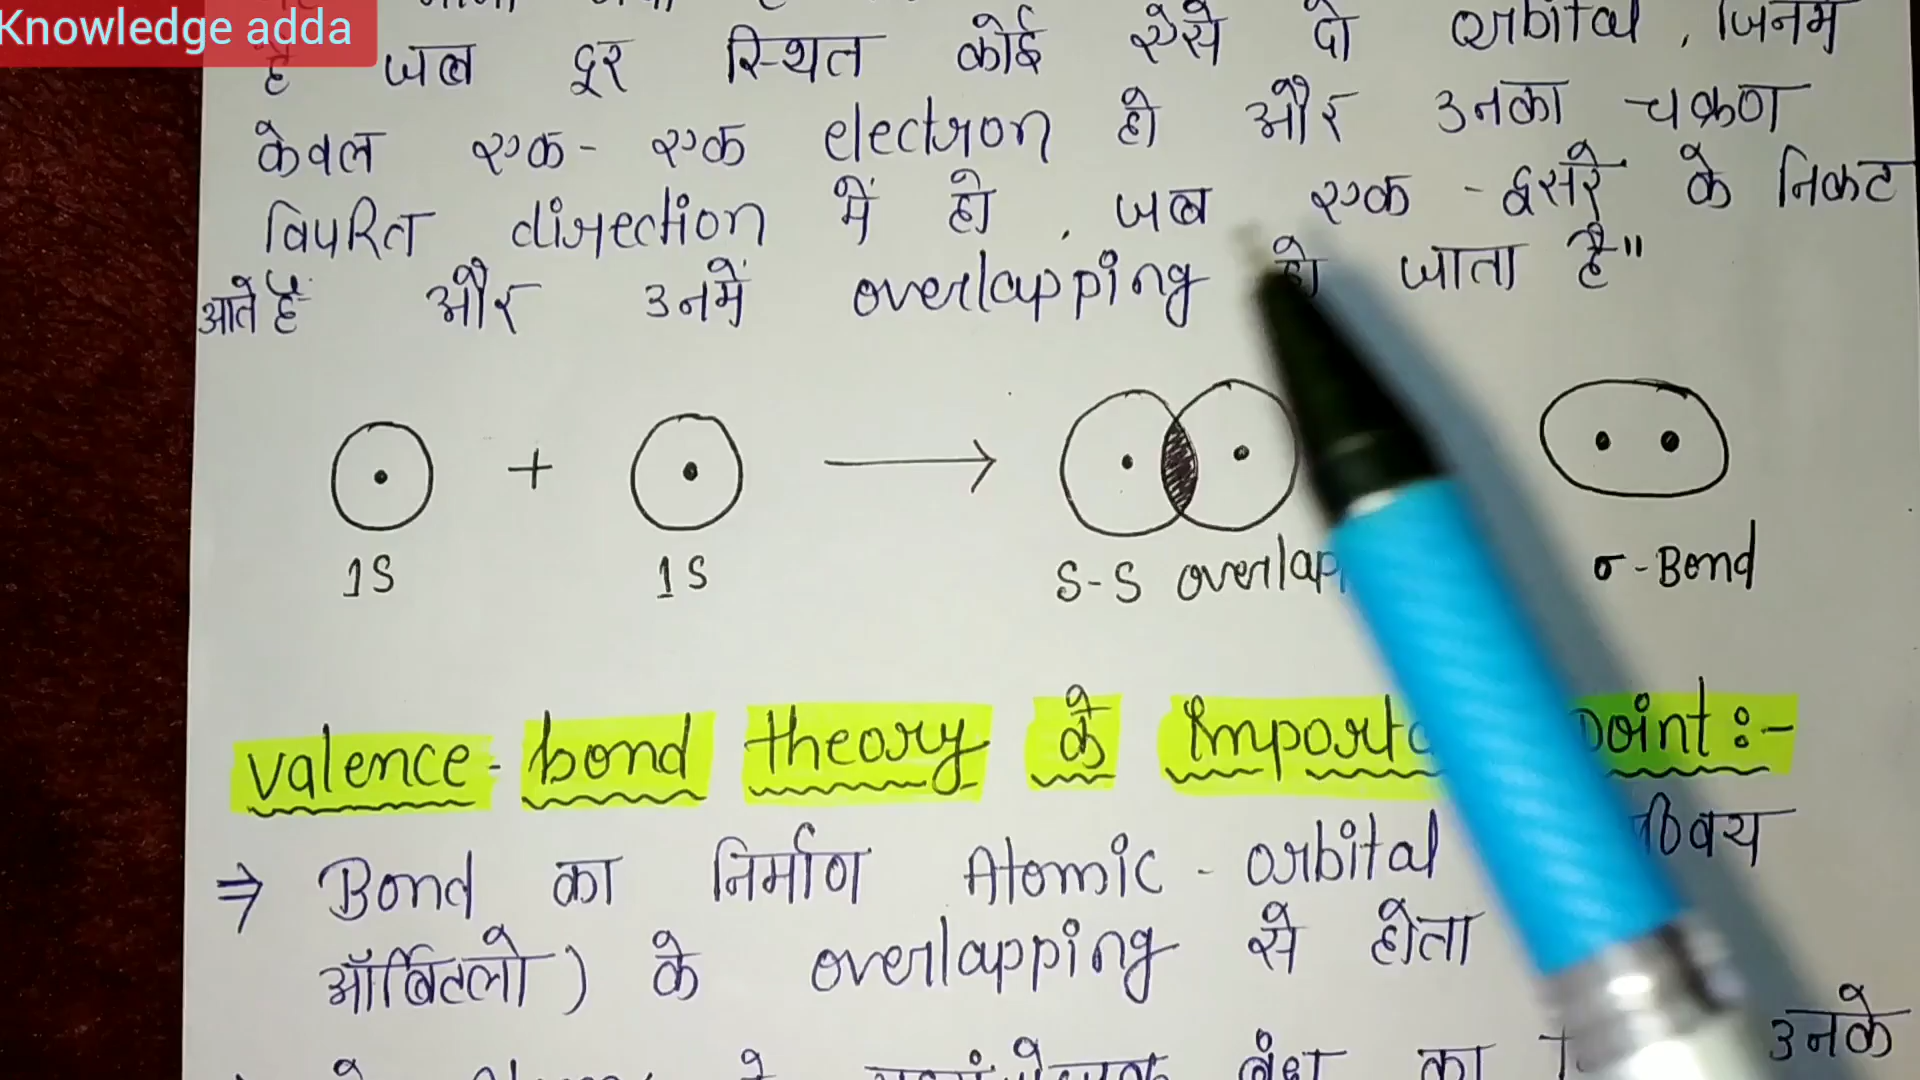 Knowledge adda
है जब दूर स्थित कोई ऐसे दो orbital, जिनमे
केवल एक- एक electron हो और उनका चक्रण
विपरित direction में हो, जब एक - दूसरे के निकट
आते हैं और उनमें overlapping हो जाता है"
+
1S 1S S-S overlap σ-Bond
valence-bond theory के Import point :-
⇒ Bond का निर्माण Atomic - orbital
ऑर्बिटलो ) के overlapping से होता
उनके